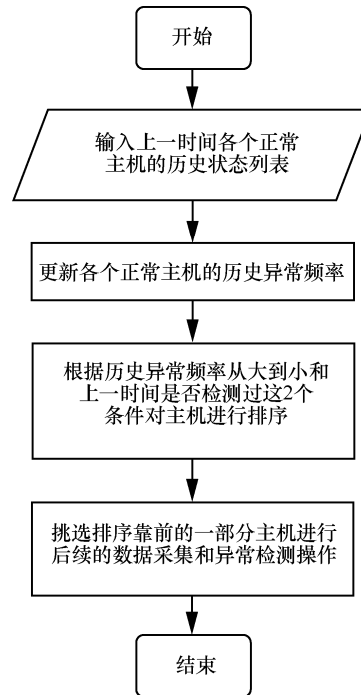 开始
输入上一时间各个正常
主机的历史状态列表
更新各个正常主机的历史异常频率
根据历史异常频率从大到小和
上一时间是否检测过这2个
条件对主机进行排序
挑选排序靠前的一部分主机进行
后续的数据采集和异常检测操作
结束